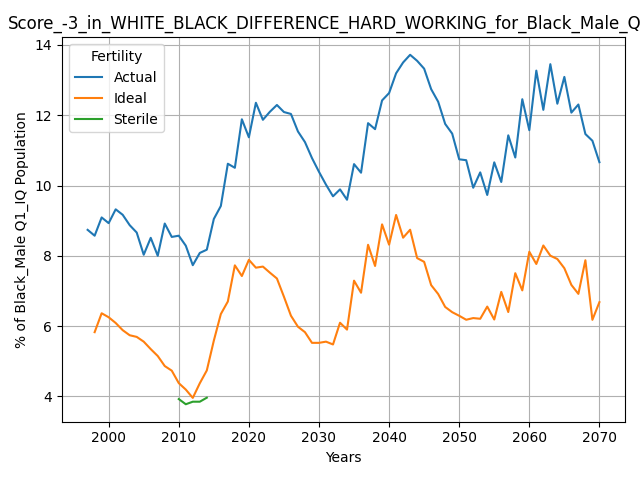 Score_-3_in_WHITE_BLACK_DIFFERENCE_HARD_WORKING_for_Black_Male_Q
% of Black_Male Q1_IQ Population
14
12
10
8
6
4
Fertility
Actual
Ideal
Sterile
2000 2010 2020 2030 2040 2050 2060 2070
Years